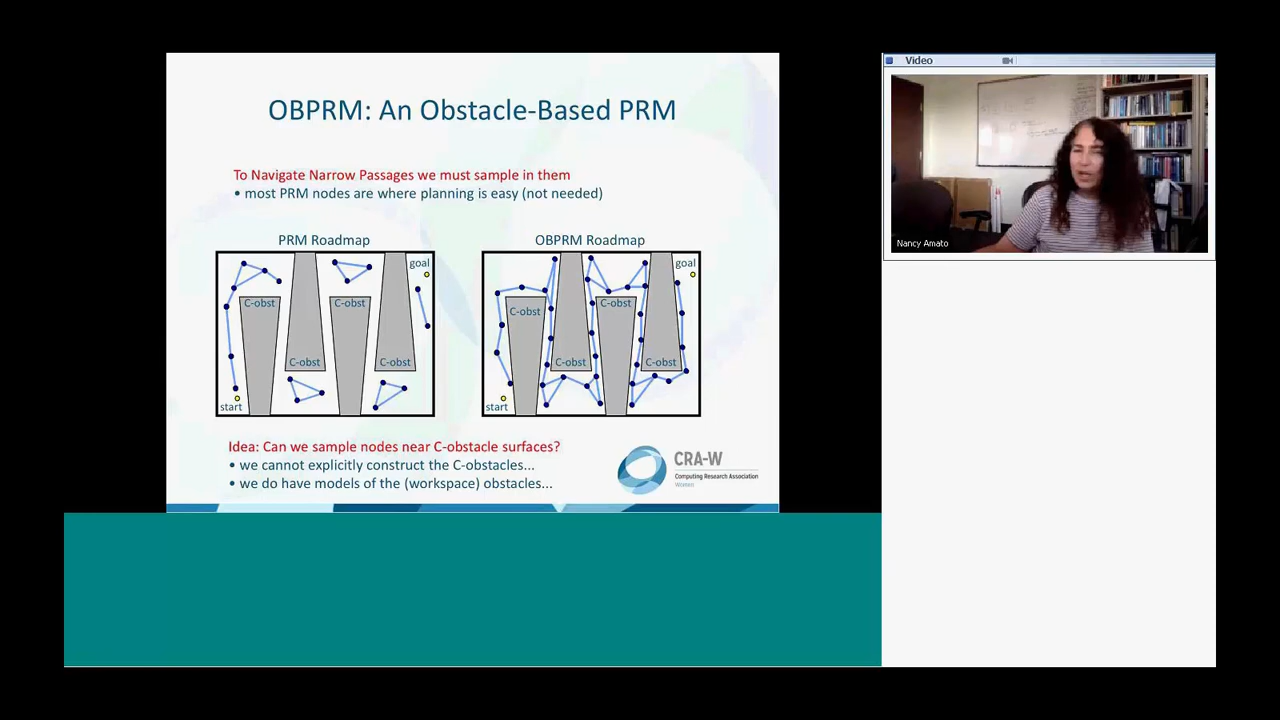 OBPRM: An Obstacle-Based PRM
To Navigate Narrow Passages we must sample in them
• most PRM nodes are where planning is easy (not needed)
PRM Roadmap
goal
C-obst
C-obst
C-obst
C-obst
start
OBPRM Roadmap
goal
C-obst
C-obst
C-obst
C-obst
start
Idea: Can we sample nodes near C-obstacle surfaces?
• we cannot explicitly construct the C-obstacles...
• we do have models of the (workspace) obstacles...
CRA-W
Computing Research Association
Women
Video
Nancy Amato